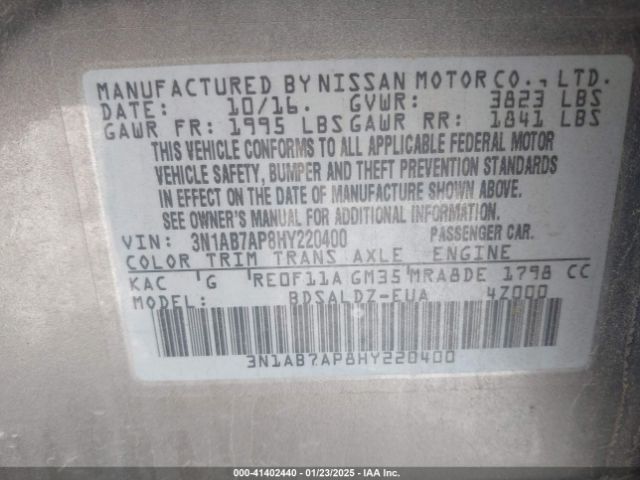 MANUFACTURED BY NISSAN MOTOR CO., LTD.
DATE: 10/16. GVWR: 3823 LBS
GAWR FR: 1995 LBS GAWR RR: 1841 LBS
THIS VEHICLE CONFORMS TO ALL APPLICABLE FEDERAL MOTOR
VEHICLE SAFETY, BUMPER AND THEFT PREVENTION STANDARDS
IN EFFECT ON THE DATE OF MANUFACTURE SHOWN ABOVE.
SEE OWNER'S MANUAL FOR ADDITIONAL INFORMATION.
VIN: 3N1AB7AP8HY220400 PASSENGER CAR.
COLOR TRIM TRANS AXLE ENGINE
KAC G RE0F11A GM35 MRA8DE 1798 CC
MODEL: BDSALDZ-EUA 4Z000
3N1AB7AP8HY220400
000-41402440 - 01/23/2025 - IAA Inc.